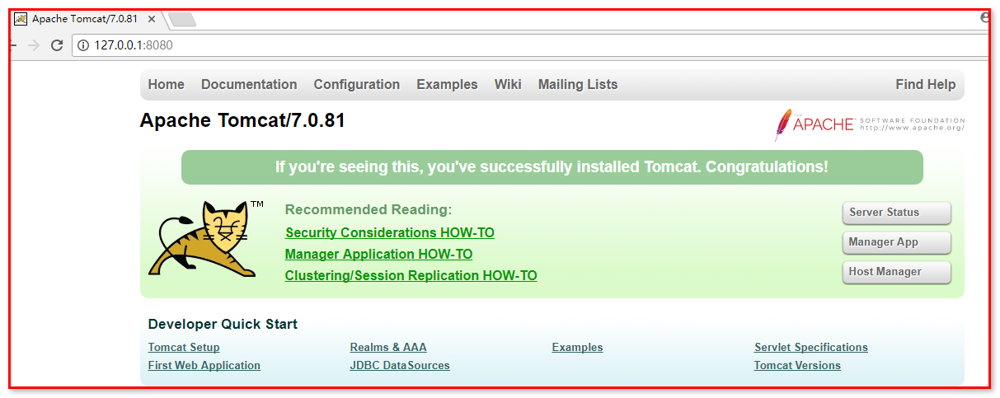 Apache Tomcat/7.0.81
127.0.0.1:8080
Home Documentation Configuration Examples Wiki Mailing Lists Find Help
Apache Tomcat/7.0.81
THE APACHE® SOFTWARE FOUNDATION
http://www.apache.org/
If you're seeing this, you've successfully installed Tomcat. Congratulations!
TM
Recommended Reading:
Security Considerations HOW-TO
Manager Application HOW-TO
Clustering/Session Replication HOW-TO
Server Status
Manager App
Host Manager
Developer Quick Start
Tomcat Setup
First Web Application
Realms & AAA
JDBC DataSources
Examples
Servlet Specifications
Tomcat Versions